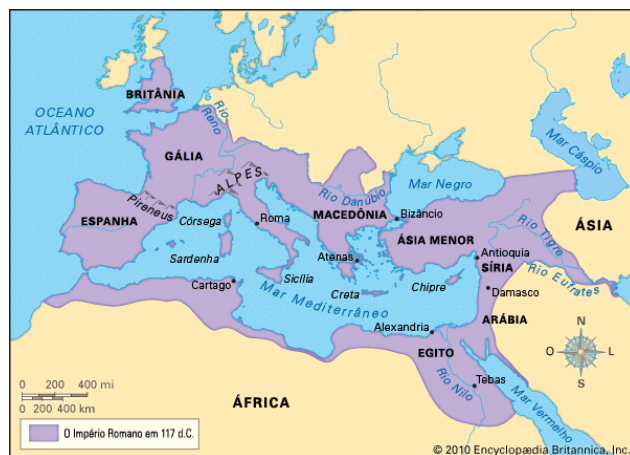 BRITÂNIA
OCEANO
ATLÂNTICO
Rio
Reno
GÁLIA
ALPES
Mar Cáspio
Rio Danúbio
Mar Negro
Pireneus
Córsega
Roma
MACEDÔNIA
Bizâncio
ESPANHA
ÁSIA
Atenas
ÁSIA MENOR
Rio Tigre
Sardenha
Antioquia
SÍRIA
Rio Eufrates
Cartago
Sicília
Creta
Chipre
Damasco
Mar Mediterrâneo
ARÁBIA
Alexandria
N
O
L
S
EGITO
Rio Nilo
Tebas
Mar Vermelho
0 200 400 mi
0 200 400 km
ÁFRICA
O Império Romano em 117 d.C.
© 2010 Encyclopædia Britannica, Inc.